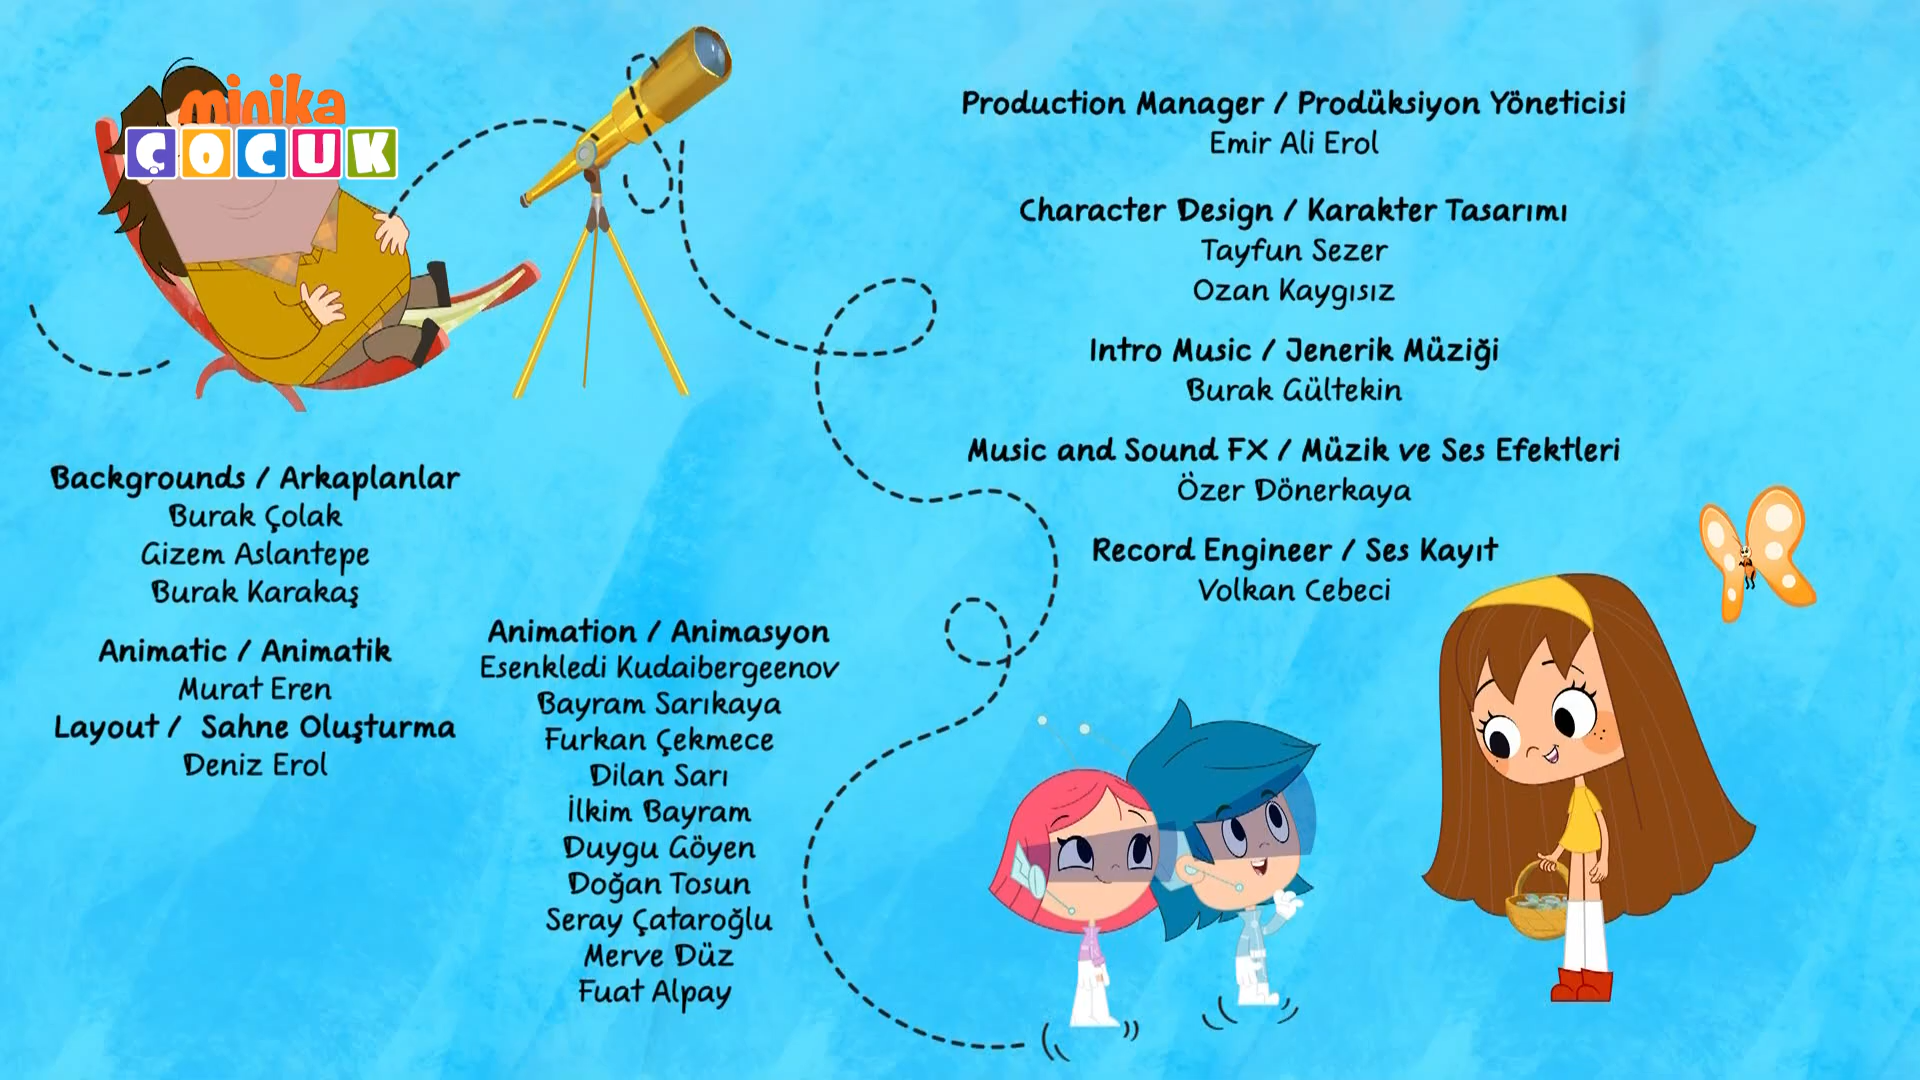 minika
ÇOCUK
Backgrounds / Arkaplanlar
Burak Çolak
Gizem Aslantepe
Burak Karakaş
Animatic / Animatik
Murat Eren
Layout / Sahne Oluşturma
Deniz Erol
Animation / Animasyon
Esenkledi Kudaibergeenov
Bayram Sarıkaya
Furkan Çekmece
Dilan Sarı
İlkim Bayram
Duygu Göyen
Doğan Tosun
Seray Çataroğlu
Merve Düz
Fuat Alpay
Production Manager / Prodüksiyon Yöneticisi
Emir Ali Erol
Character Design / Karakter Tasarımı
Tayfun Sezer
Ozan Kaygısız
Intro Music / Jenerik Müziği
Burak Gültekin
Music and Sound FX / Müzik ve Ses Efektleri
Özer Dönerkaya
Record Engineer / Ses Kayıt
Volkan Cebeci